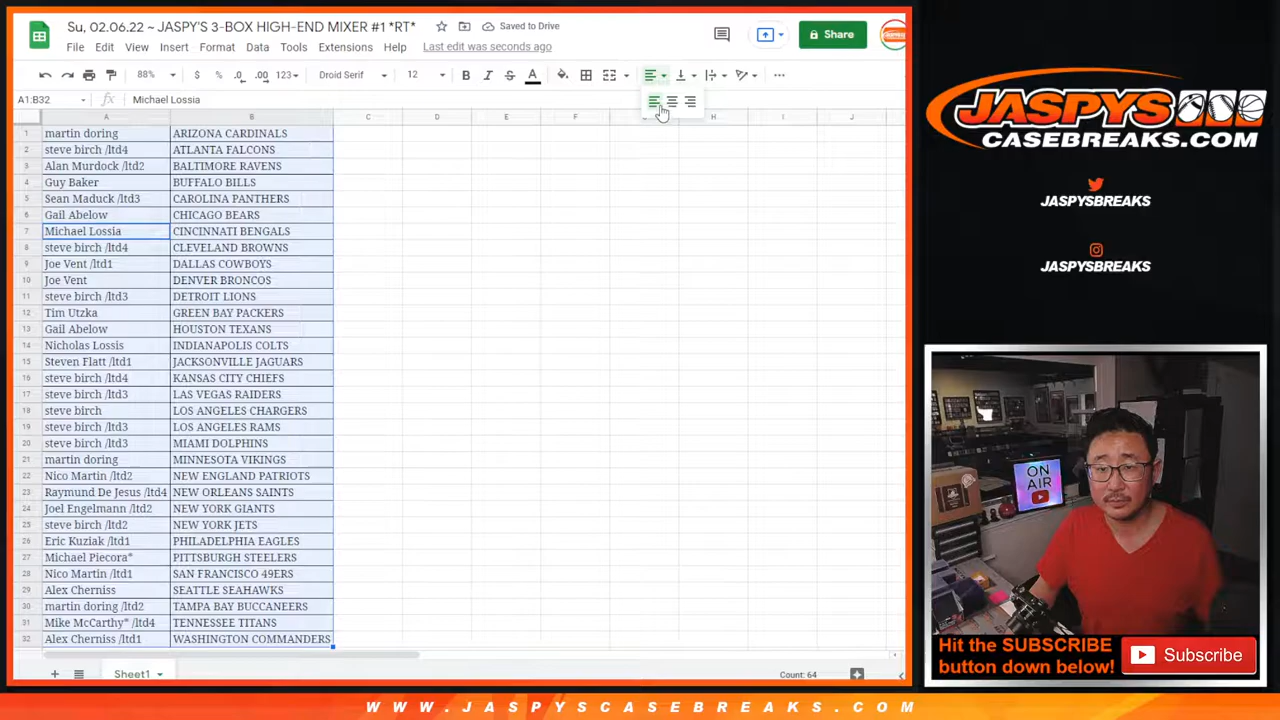 Su, 02.06.22 ~ JASPY'S 3-BOX HIGH-END MIXER #1 *RT*
Saved to Drive
File Edit View Insert Format Data Tools Extensions Help Last edit was seconds ago
Share
88% $ % .0 .00 123 Droid Serif 12 B I S A
A1:B32 fx Michael Lossia
A B C D E F G H I J
1 martin doring ARIZONA CARDINALS
2 steve birch /ltd4 ATLANTA FALCONS
3 Alan Murdock /ltd2 BALTIMORE RAVENS
4 Guy Baker BUFFALO BILLS
5 Sean Maduck /ltd3 CAROLINA PANTHERS
6 Gail Abelow CHICAGO BEARS
7 Michael Lossia CINCINNATI BENGALS
8 steve birch /ltd4 CLEVELAND BROWNS
9 Joe Vent /ltd1 DALLAS COWBOYS
10 Joe Vent DENVER BRONCOS
11 steve birch /ltd3 DETROIT LIONS
12 Tim Utzka GREEN BAY PACKERS
13 Gail Abelow HOUSTON TEXANS
14 Nicholas Lossis INDIANAPOLIS COLTS
15 Steven Flatt /ltd1 JACKSONVILLE JAGUARS
16 steve birch /ltd4 KANSAS CITY CHIEFS
17 steve birch /ltd3 LAS VEGAS RAIDERS
18 steve birch LOS ANGELES CHARGERS
19 steve birch /ltd3 LOS ANGELES RAMS
20 steve birch /ltd3 MIAMI DOLPHINS
21 martin doring MINNESOTA VIKINGS
22 Nico Martin /ltd2 NEW ENGLAND PATRIOTS
23 Raymund De Jesus /ltd4 NEW ORLEANS SAINTS
24 Joel Engelmann /ltd2 NEW YORK GIANTS
25 steve birch /ltd2 NEW YORK JETS
26 Eric Kuziak /ltd1 PHILADELPHIA EAGLES
27 Michael Piecora* PITTSBURGH STEELERS
28 Nico Martin /ltd1 SAN FRANCISCO 49ERS
29 Alex Cherniss SEATTLE SEAHAWKS
30 martin doring /ltd2 TAMPA BAY BUCCANEERS
31 Mike McCarthy* /ltd4 TENNESSEE TITANS
32 Alex Cherniss /ltd1 WASHINGTON COMMANDERS
Sheet1
Count: 64
JASPYS
CASEBREAKS.COM
JASPYSBREAKS
JASPYSBREAKS
ON
AIR
Hit the SUBSCRIBE
button down below!
Subscribe
WWW.JASPYSCASEBREAKS.COM